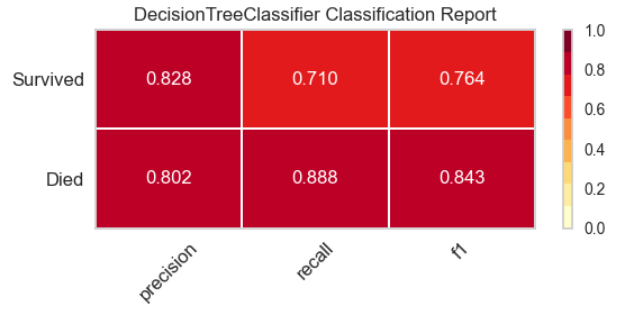 DecisionTreeClassifier Classification Report
Survived 0.828 0.710 0.764
Died 0.802 0.888 0.843
precision recall f1
1.0
0.8
0.6
0.4
0.2
0.0